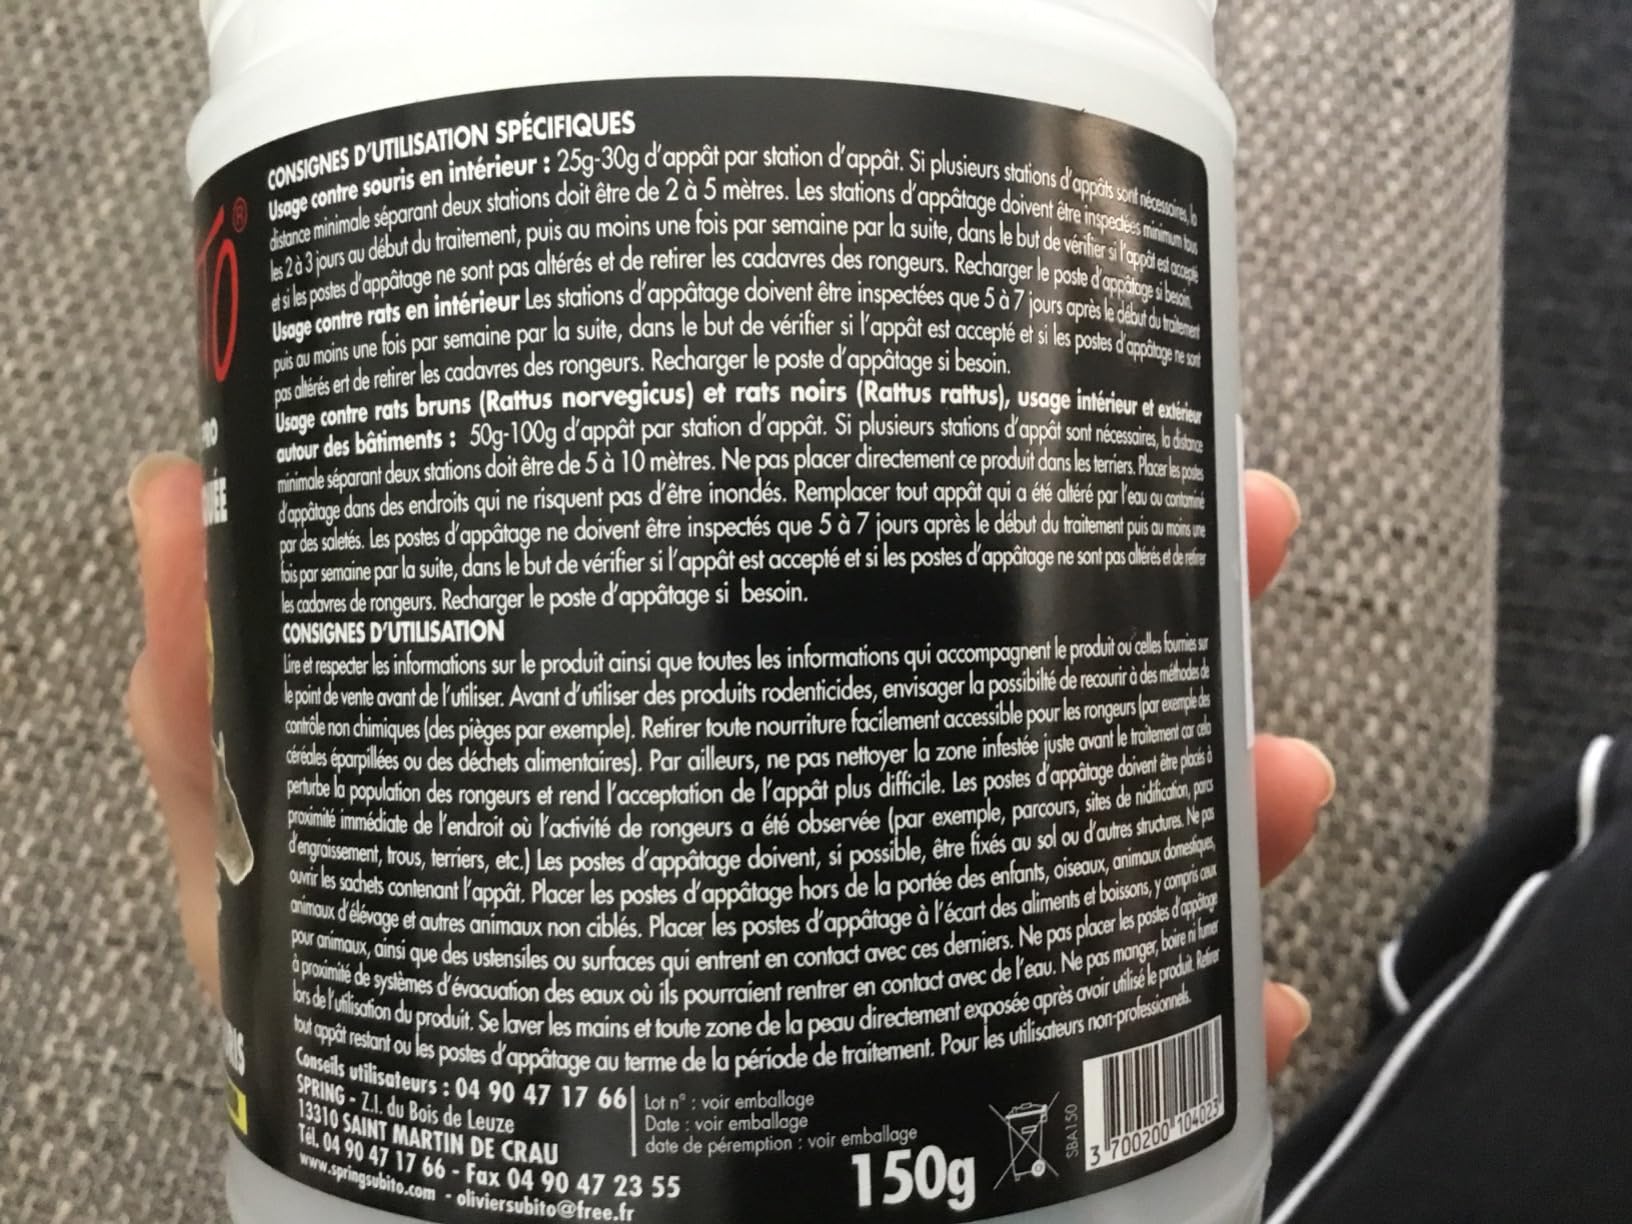 CONSIGNES D'UTILISATION SPÉCIFIQUES
Usage contre souris en intérieur : 25g-30g d'appât par station d'appât. Si plusieurs stations d'appâts sont nécessaires, la
distance minimale séparant deux stations doit être de 2 à 5 mètres. Les stations d'appâtage doivent être inspectées minimum tous
les 2 à 3 jours au début du traitement, puis au moins une fois par semaine par la suite, dans le but de vérifier si l'appât est accepté
et si les postes d'appâtage ne sont pas altérés et de retirer les cadavres des rongeurs. Recharger le poste d'appâtage si besoin.
Usage contre rats en intérieur Les stations d'appâtage doivent être inspectées que 5 à 7 jours après le début du traitement
puis au moins une fois par semaine par la suite, dans le but de vérifier si l'appât est accepté et si les postes d'appâtage ne sont
pas altérés ert de retirer les cadavres des rongeurs. Recharger le poste d'appâtage si besoin.
Usage contre rats bruns (Rattus norvegicus) et rats noirs (Rattus rattus), usage intérieur et extérieur
autour des bâtiments : 50g-100g d'appât par station d'appât. Si plusieurs stations d'appât sont nécessaires, la distance
minimale séparant deux stations doit être de 5 à 10 mètres. Ne pas placer directement ce produit dans les terriers. Placer les postes
d'appâtage dans des endroits qui ne risquent pas d'être inondés. Remplacer tout appât qui a été altéré par l'eau ou contaminé
par des saletés. Les postes d'appâtage ne doivent être inspectés que 5 à 7 jours après le début du traitement puis au moins une
fois par semaine par la suite, dans le but de vérifier si l'appât est accepté et si les postes d'appâtage ne sont pas altérés et de retirer
les cadavres de rongeurs. Recharger le poste d'appâtage si besoin.
CONSIGNES D'UTILISATION
Lire et respecter les informations sur le produit ainsi que toutes les informations qui accompagnent le produit ou celles fournies sur
le point de vente avant de l'utiliser. Avant d'utiliser des produits rodenticides, envisager la possibilté de recourir à des méthodes de
contrôle non chimiques (des pièges par exemple). Retirer toute nourriture facilement accessible pour les rongeurs (par exemple des
céréales éparpillées ou des déchets alimentaires). Par ailleurs, ne pas nettoyer la zone infestée juste avant le traitement car cela
perturbe la population des rongeurs et rend l'acceptation de l'appât plus difficile. Les postes d'appâtage doivent être placés à
proximité immédiate de l'endroit où l'activité de rongeurs a été observée (par exemple, parcours, sites de nidification, parcs
d'engraissement, trous, terriers, etc.) Les postes d'appâtage doivent, si possible, être fixés au sol ou d'autres structures. Ne pas
ouvrir les sachets contenant l'appât. Placer les postes d'appâtage hors de la portée des enfants, oiseaux, animaux domestiques,
animaux d'élévage et autres animaux non ciblés. Placer les postes d'appâtage à l'écart des aliments et boissons, y compris ceux
pour animaux, ainsi que des ustensiles ou surfaces qui entrent en contact avec ces derniers. Ne pas placer les postes d'appâtage
à proximité de systèmes d'évacuation des eaux où ils pourraient rentrer en contact avec de l'eau. Ne pas manger, boire ni fumer
lors de l'utilisation du produit. Se laver les mains et toute zone de la peau directement exposée après avoir utilisé le produit. Retirer
tout appât restant ou les postes d'appâtage au terme de la période de traitement. Pour les utilisateurs non-professionnels.
Conseils utilisateurs : 04 90 47 17 66
SPRING - Z.I. du Bois de Leuze
13310 SAINT MARTIN DE CRAU
Tél. 04 90 47 17 66 - Fax 04 90 47 23 55
www.springsubito.com - oliviersubito@free.fr
Lot n° : voir emballage
Date : voir emballage
date de péremption : voir emballage
150g
SBA150
3 700200 104023